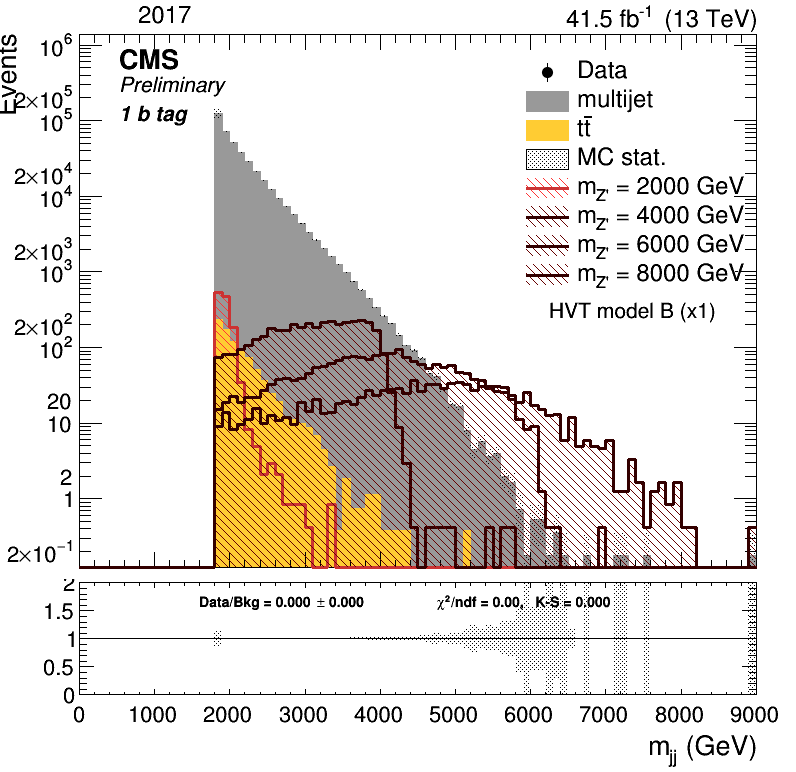 2017
41.5 fb⁻¹ (13 TeV)
CMS
Preliminary
1 b tag
Events
10⁶
2×10⁵
10⁵
2×10⁴
10⁴
2×10³
10³
2×10²
10²
20
10
2
1
2×10⁻¹
Data
multijet
tt̄
MC stat.
m_Z' = 2000 GeV
m_Z' = 4000 GeV
m_Z' = 6000 GeV
m_Z' = 8000 GeV
HVT model B (x1)
2
1.5
1
0.5
0
Data/Bkg = 0.000 ± 0.000
χ²/ndf = 0.00, K-S = 0.000
0 1000 2000 3000 4000 5000 6000 7000 8000 9000
m_jj (GeV)